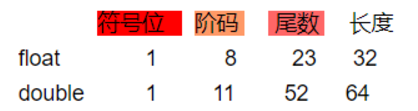 符号位 阶码 尾数 长度
float 1 8 23 32
double 1 11 52 64